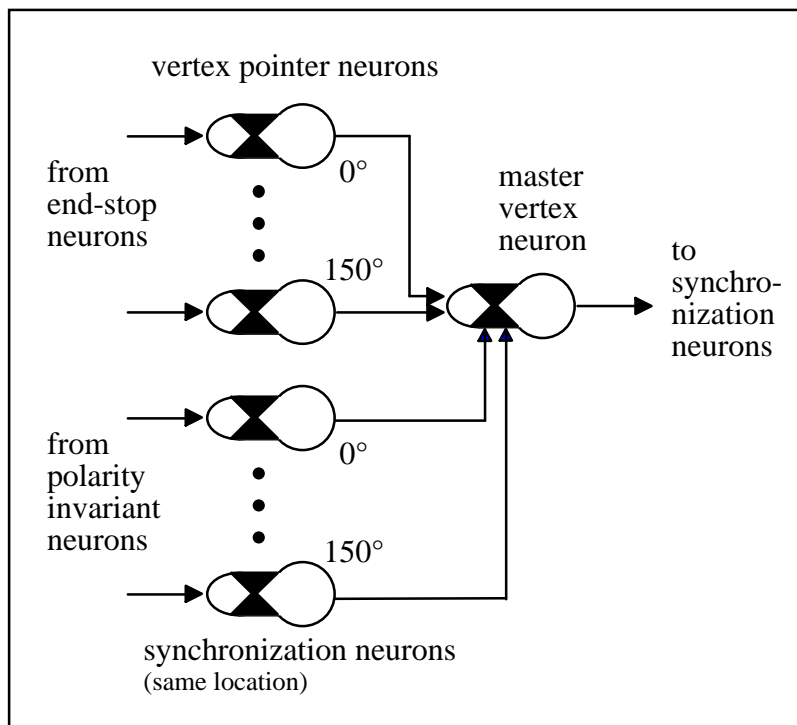 vertex pointer neurons
from
end-stop
neurons
0°
150°
master
vertex
neuron
to
synchro-
nization
neurons
from
polarity
invariant
neurons
0°
150°
synchronization neurons
(same location)